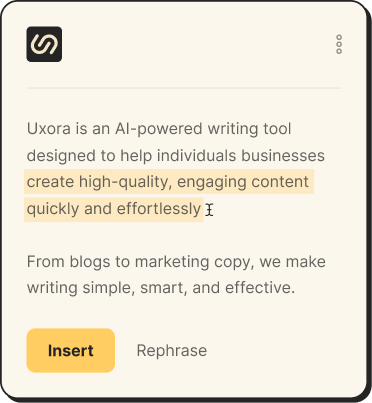 Uxora is an AI-powered writing tool
designed to help individuals businesses
create high-quality, engaging content
quickly and effortlessly
From blogs to marketing copy, we make
writing simple, smart, and effective.
Insert
Rephrase